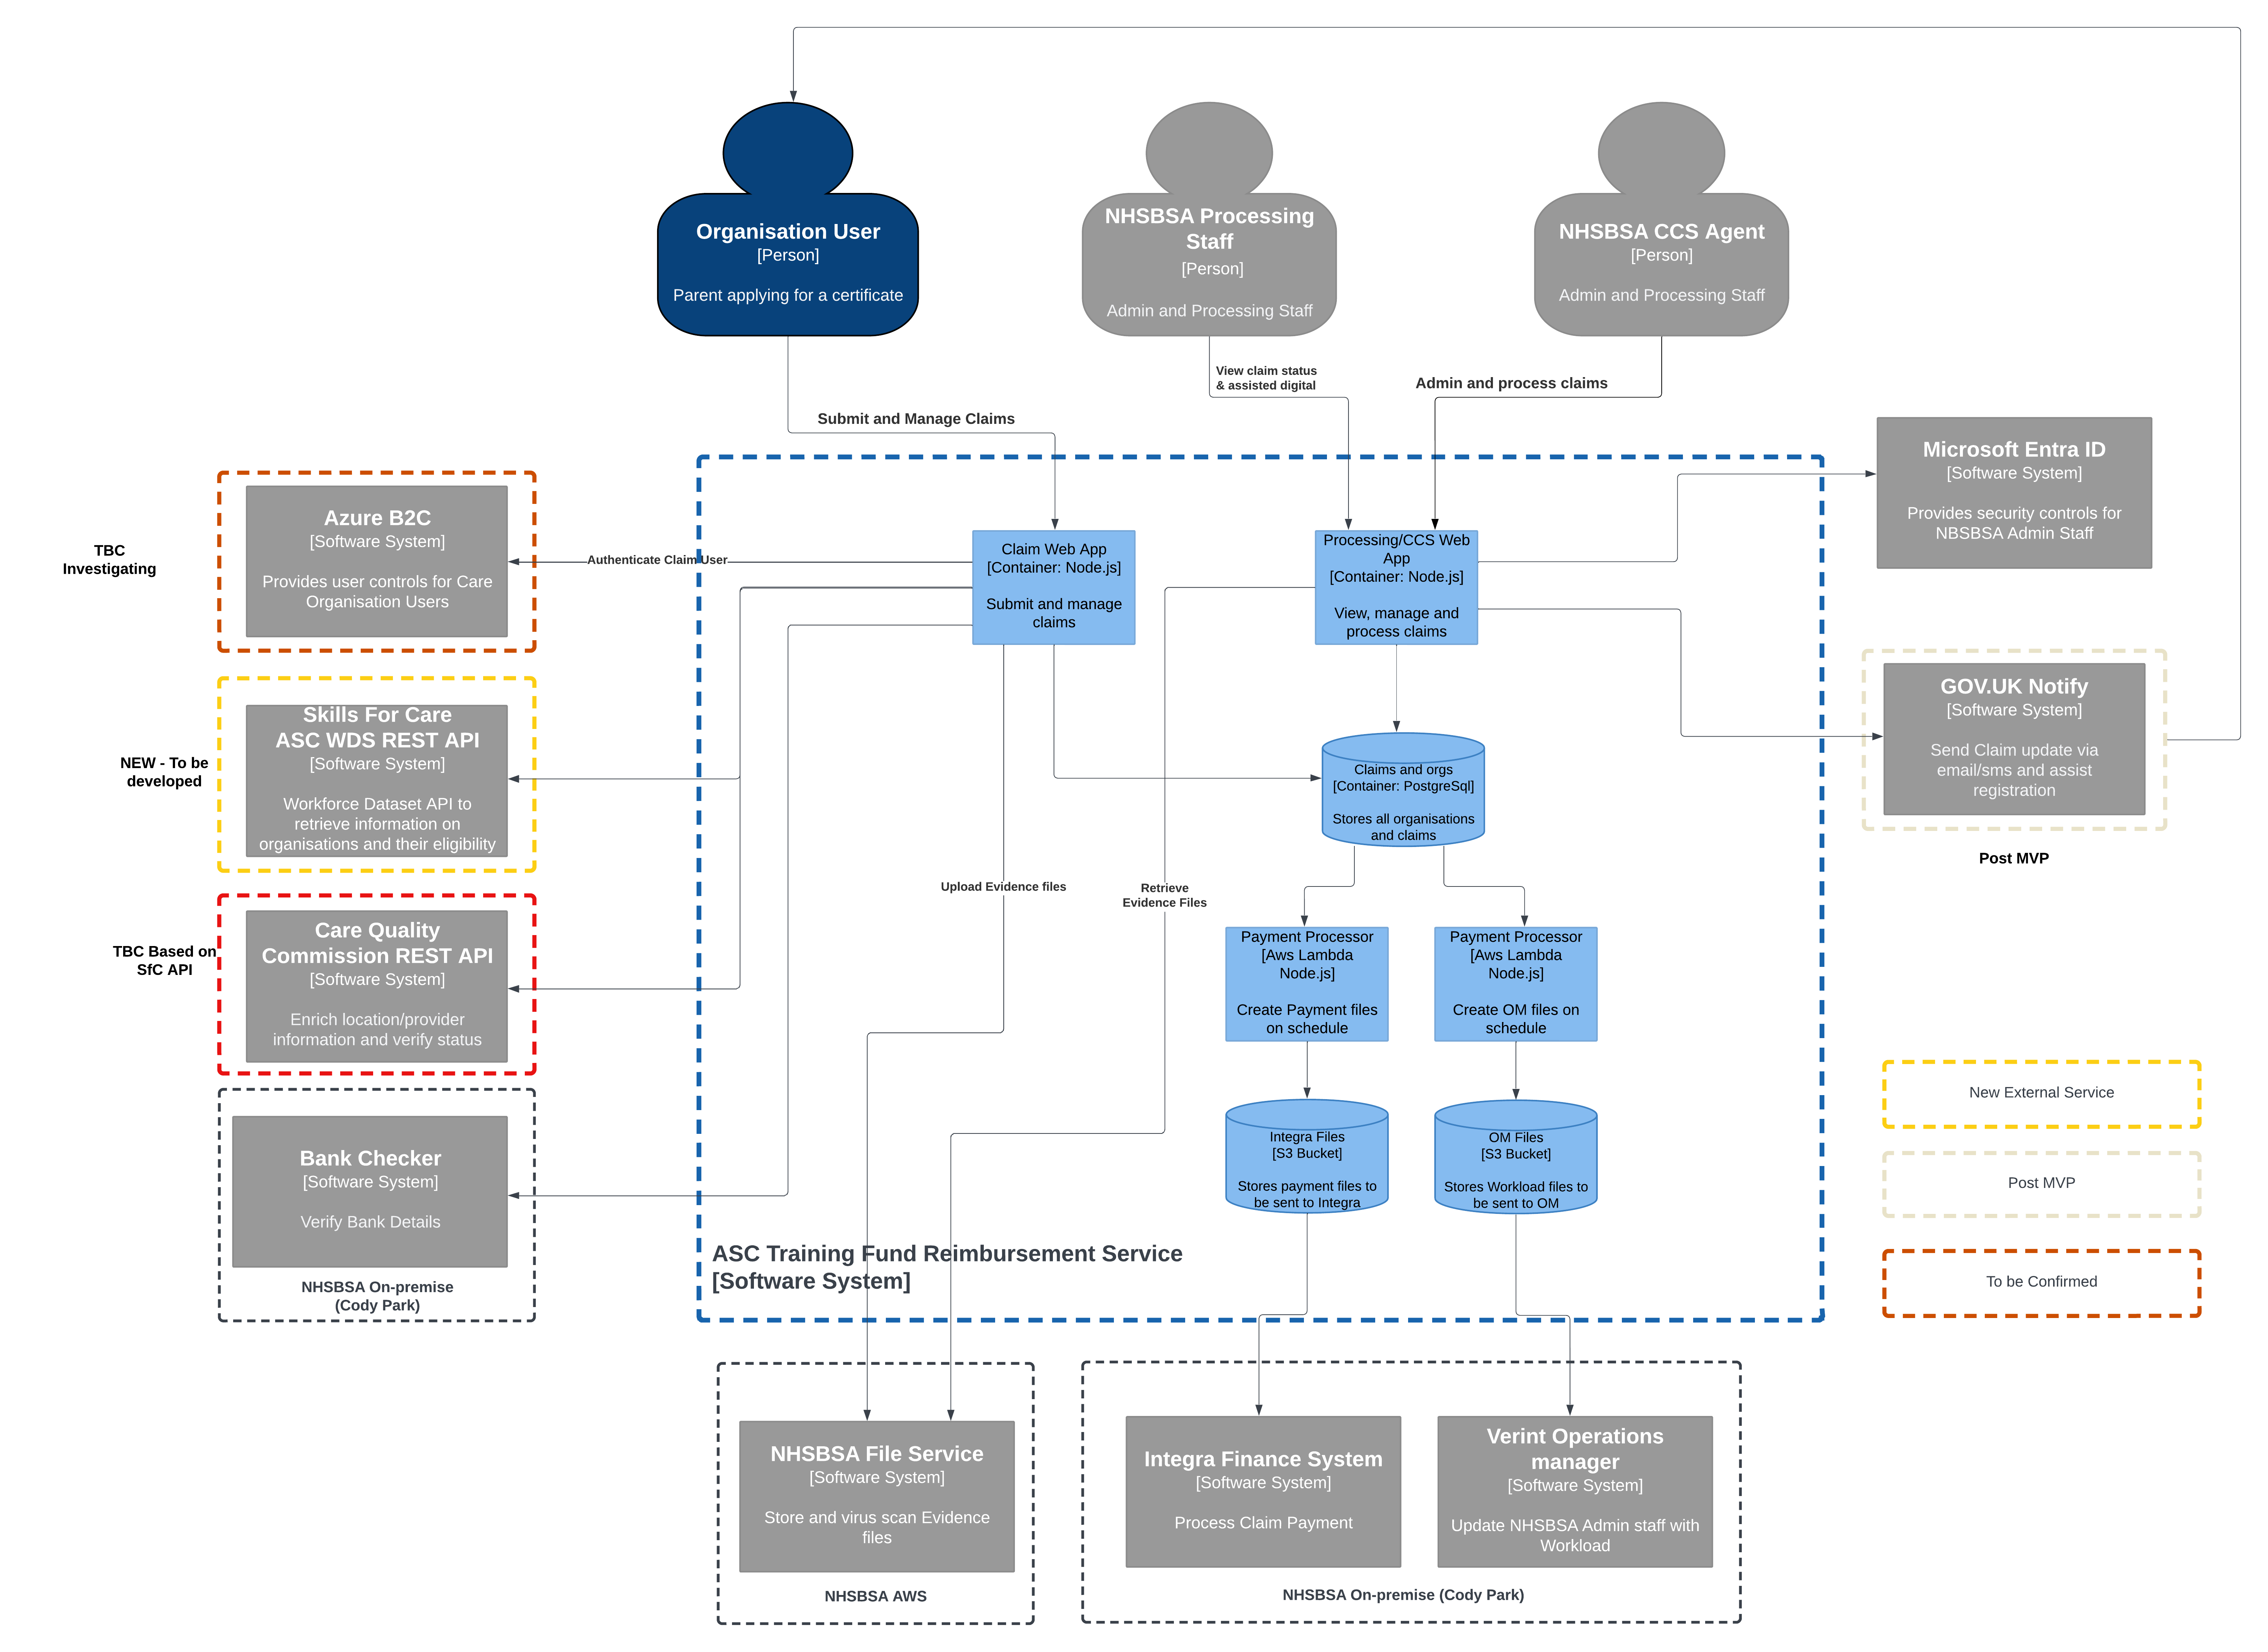 Organisation User
[Person]
Parent applying for a certificate
NHSBSA Processing
Staff
[Person]
Admin and Processing Staff
NHSBSA CCS Agent
[Person]
Admin and Processing Staff
View claim status
& assisted digital
Admin and process claims
Submit and Manage Claims
Microsoft Entra ID
[Software System]
Provides security controls for
NBSBSA Admin Staff
TBC
Investigating
Azure B2C
[Software System]
Provides user controls for Care
Organisation Users
Authenticate Claim User
Claim Web App
[Container: Node.js]
Submit and manage
claims
Processing/CCS Web
App
[Container: Node.js]
View, manage and
process claims
NEW - To be
developed
Skills For Care
ASC WDS REST API
[Software System]
Workforce Dataset API to
retrieve information on
organisations and their eligibility
GOV.UK Notify
[Software System]
Send Claim update via
email/sms and assist
registration
Post MVP
Claims and orgs
[Container: PostgreSql]
Stores all organisations
and claims
Upload Evidence files
Retrieve
Evidence Files
TBC Based on
SfC API
Care Quality
Commission REST API
[Software System]
Enrich location/provider
information and verify status
Payment Processor
[Aws Lambda
Node.js]
Create Payment files
on schedule
Payment Processor
[Aws Lambda
Node.js]
Create OM files on
schedule
New External Service
Post MVP
To be Confirmed
Bank Checker
[Software System]
Verify Bank Details
NHSBSA On-premise
(Cody Park)
Integra Files
[S3 Bucket]
Stores payment files to
be sent to Integra
OM Files
[S3 Bucket]
Stores Workload files to
be sent to OM
ASC Training Fund Reimbursement Service
[Software System]
NHSBSA File Service
[Software System]
Store and virus scan Evidence
files
NHSBSA AWS
Integra Finance System
[Software System]
Process Claim Payment
Verint Operations
manager
[Software System]
Update NHSBSA Admin staff with
Workload
NHSBSA On-premise (Cody Park)